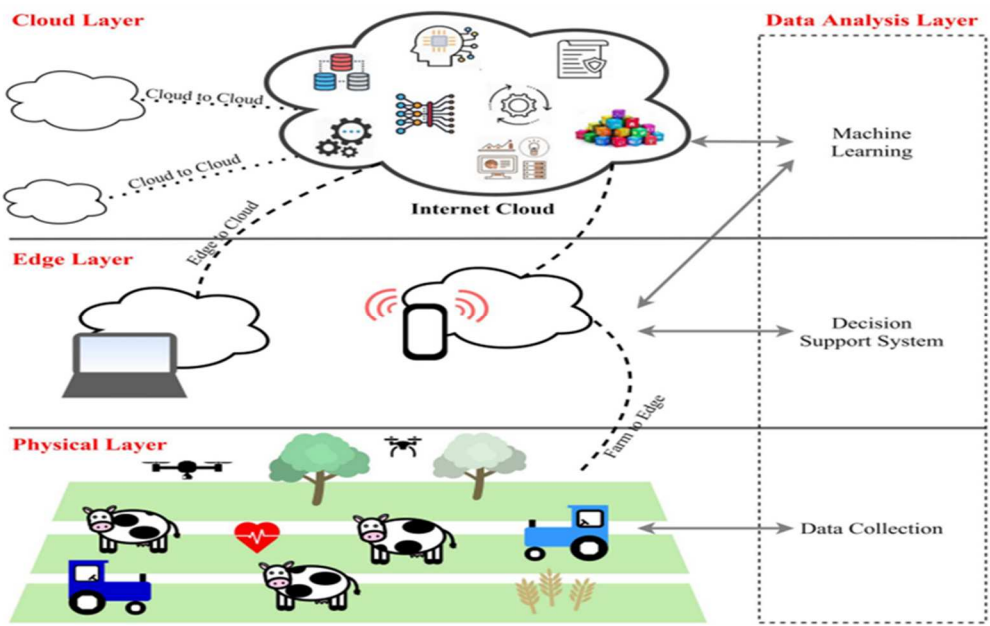 Cloud Layer
Data Analysis Layer
Cloud to Cloud
Cloud to Cloud
Machine
Learning
Internet Cloud
Edge to Cloud
Edge Layer
Decision
Support System
Farm to Edge
Physical Layer
Data Collection